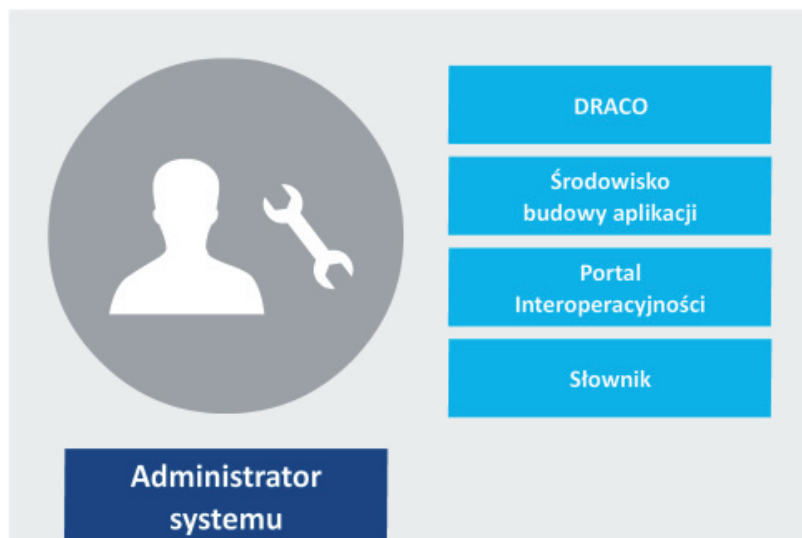 DRACO
Środowisko
budowy aplikacji
Portal
Interoperacyjności
Słownik
Administrator
systemu